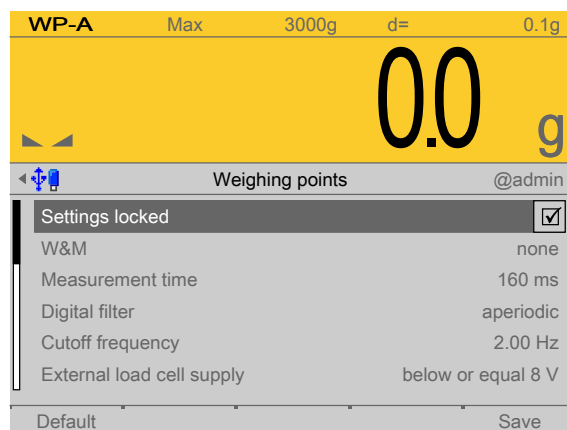 WP-A Max 3000g d= 0.1g
0.0 g
Weighing points @admin
Settings locked
W&M none
Measurement time 160 ms
Digital filter aperiodic
Cutoff frequency 2.00 Hz
External load cell supply below or equal 8 V
Default Save